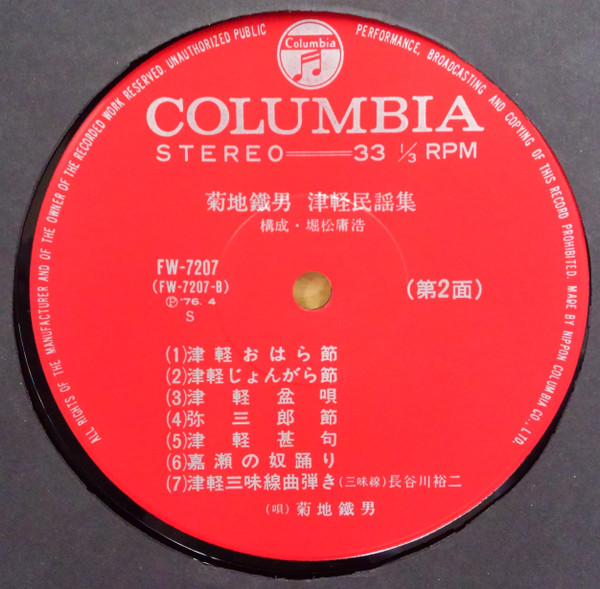 ALL RIGHTS OF THE MANUFACTURER AND OF THE OWNER OF THE RECORDED WORK RESERVED. UNAUTHORIZED PUBLIC PERFORMANCE, BROADCASTING AND COPYING OF THIS RECORD PROHIBITED. MADE BY NIPPON COLUMBIA CO., LTD.
Columbia
COLUMBIA
STEREO 33 1/3 RPM
菊地鐵男 津軽民謡集
構成・堀松庸浩
FW-7207
(FW-7207-B)
Ⓟ '76. 4
S
(第2面)
(1)津軽おはら節
(2)津軽じょんがら節
(3)津軽盆唄
(4)弥三郎節
(5)津軽甚句
(6)嘉瀬の奴踊り
(7)津軽三味線曲弾き(三味線)長谷川裕二
(唄)菊地鐵男